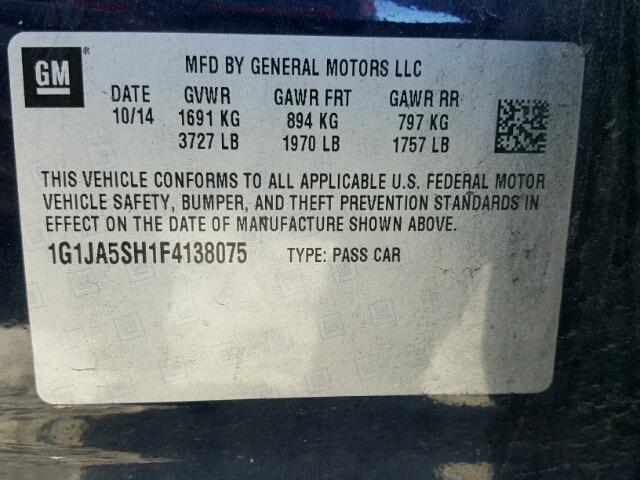 GM ®
MFD BY GENERAL MOTORS LLC
DATE GVWR GAWR FRT GAWR RR
10/14 1691 KG 894 KG 797 KG
3727 LB 1970 LB 1757 LB
THIS VEHICLE CONFORMS TO ALL APPLICABLE U.S. FEDERAL MOTOR
VEHICLE SAFETY, BUMPER, AND THEFT PREVENTION STANDARDS IN
EFFECT ON THE DATE OF MANUFACTURE SHOWN ABOVE.
1G1JA5SH1F4138075 TYPE: PASS CAR